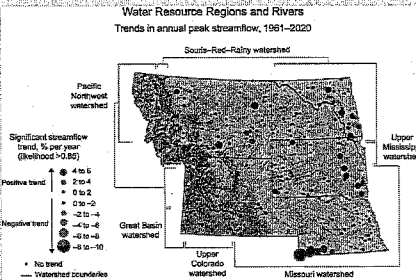 Water Resource Regions and Rivers
Trends in annual peak streamflow, 1961–2020
Souris–Red–Rainy watershed
Pacific
Northwest
watershed
Significant streamflow
trend, % per year
(likelihood >0.85)
Positive trend
4 to 6
2 to 4
0 to 2
Negative trend
0 to –2
–2 to –4
–4 to –6
–6 to –8
–8 to –10
No trend
Watershed boundaries
Great Basin
watershed
Upper
Colorado
watershed
Missouri watershed
Upper
Mississip
watershed